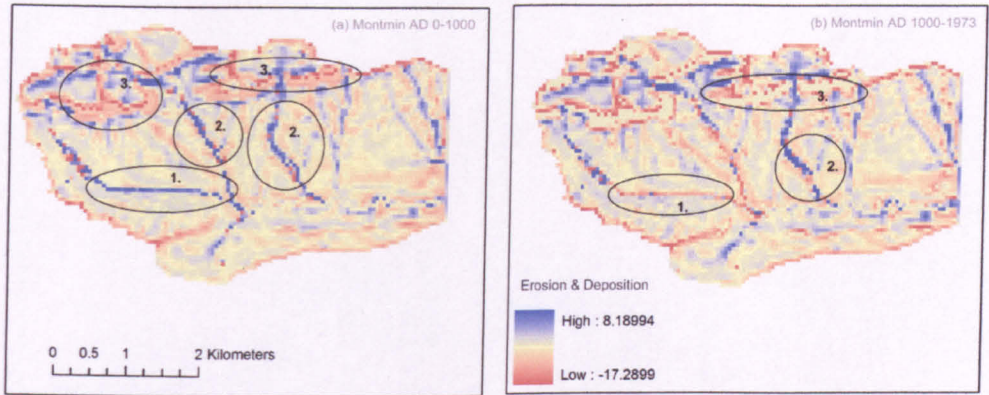 (a) Montmin AD 0-1000
3.
3.
2.
2.
1.
0 0.5 1 2 Kilometers
(b) Montmin AD 1000-1973
3.
2.
1.
Erosion & Deposition
High : 8.18994
Low : -17.2899